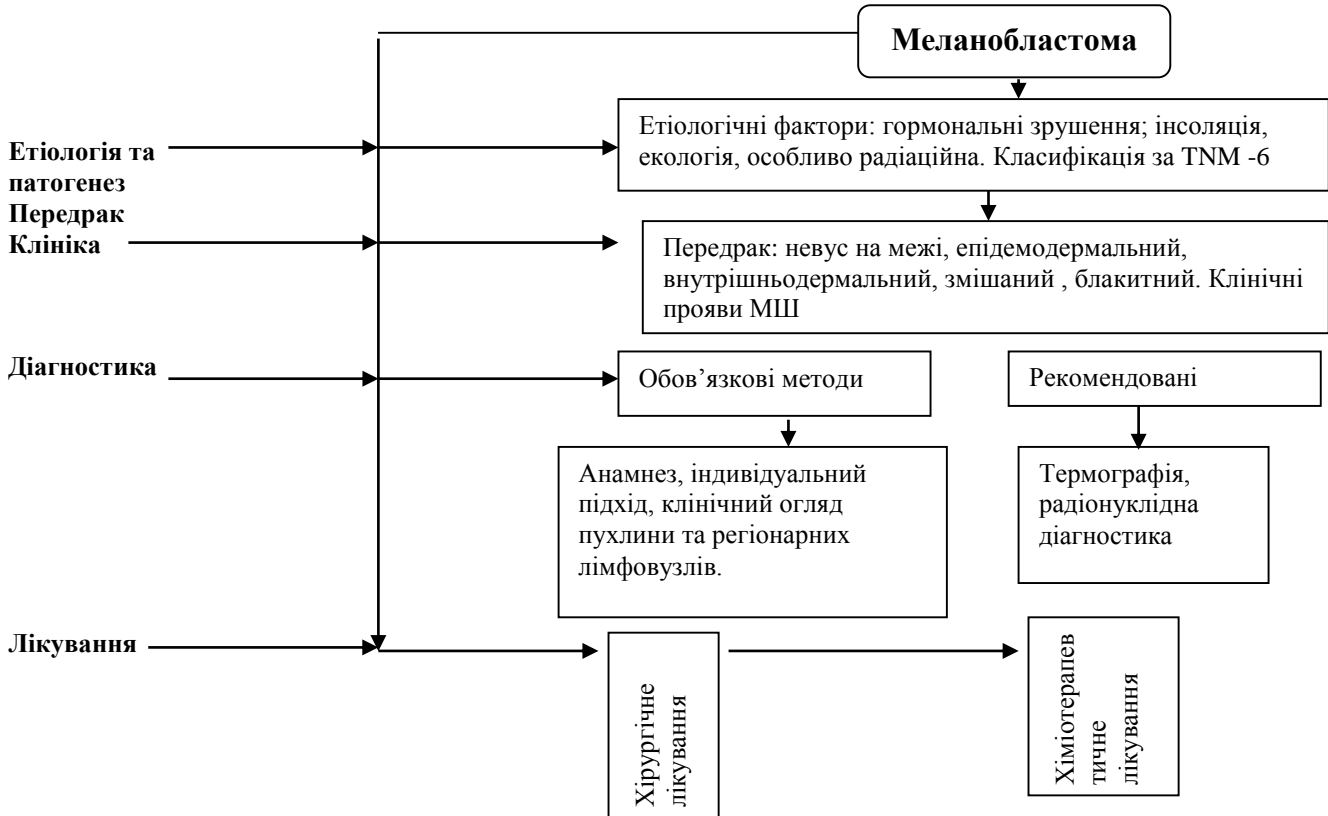 Меланобластома
Етіологічні фактори: гормональні зрушення; інсоляція,
екологія, особливо радіаційна. Класифікація за TNM -6
Етіологія та
патогенез
Передрак
Клініка
Передрак: невус на межі, епідемодермальний,
внутрішньодермальний, змішаний , блакитний. Клінічні
прояви МШ
Діагностика
Обов’язкові методи
Рекомендовані
Анамнез, індивідуальний
підхід, клінічний огляд
пухлини та регіонарних
лімфовузлів.
Термографія,
радіонуклідна
діагностика
Лікування
Хірургічне
лікування
Хіміотерапев
тичне
лікування